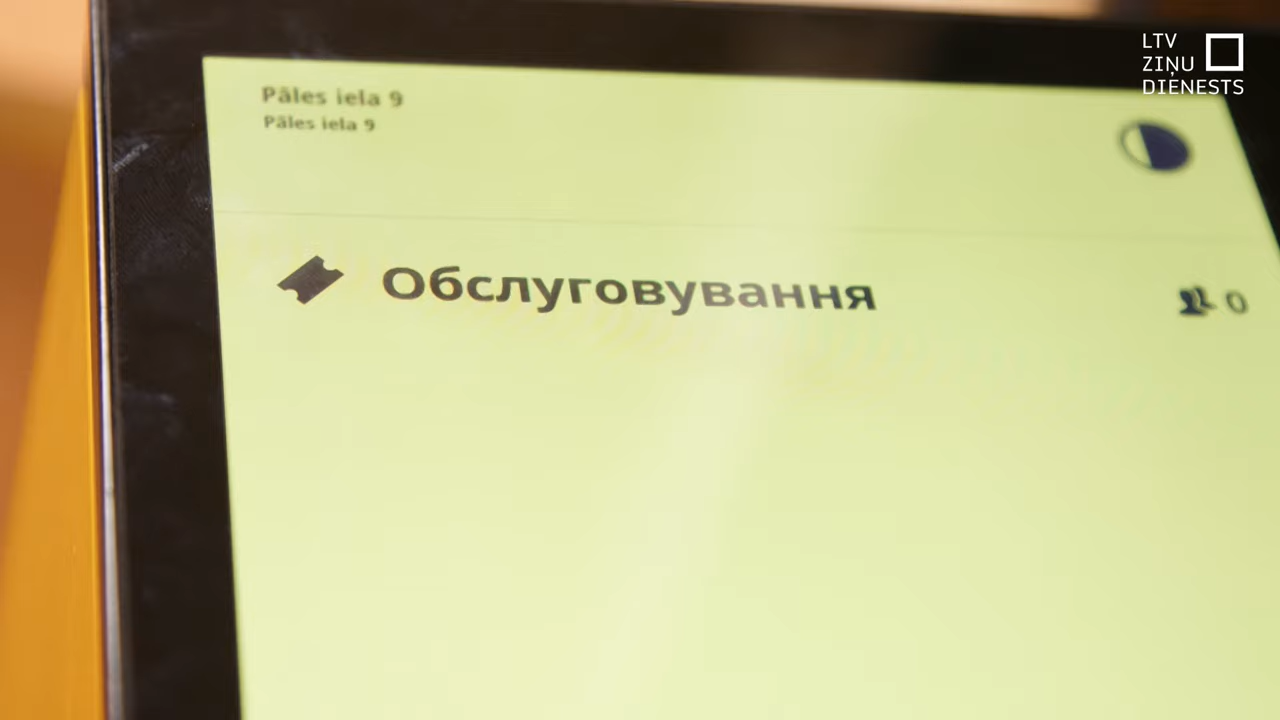 LTV
ZIŅU
DIENESTS
Pāles iela 9
Pāles iela 9
Обслуговування
0